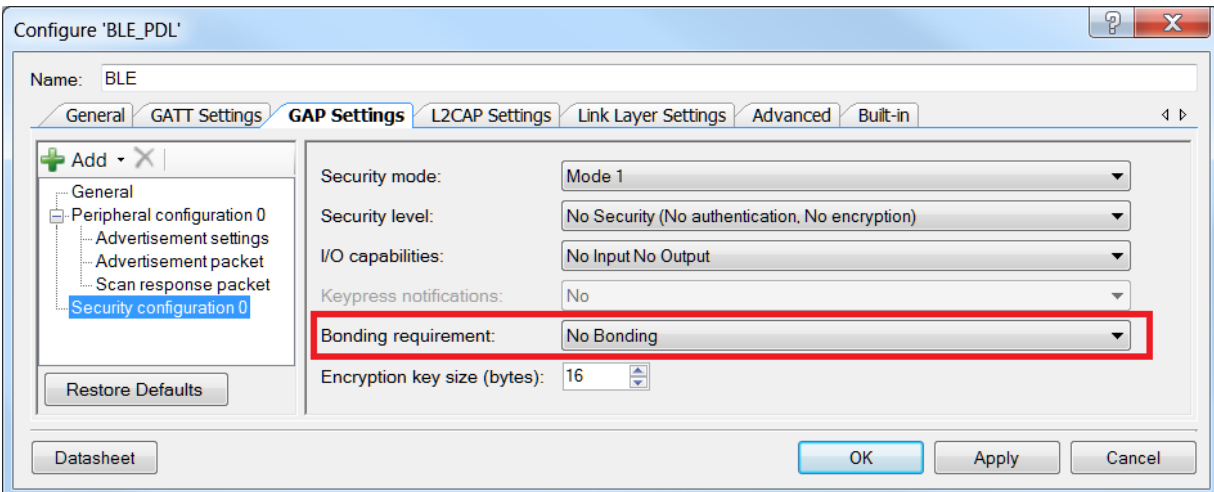 Configure 'BLE_PDL'
Name: BLE
General GATT Settings GAP Settings L2CAP Settings Link Layer Settings Advanced Built-in
Add
General
Peripheral configuration 0
Advertisement settings
Advertisement packet
Scan response packet
Security configuration 0
Restore Defaults
Security mode: Mode 1
Security level: No Security (No authentication, No encryption)
I/O capabilities: No Input No Output
Keypress notifications: No
Bonding requirement: No Bonding
Encryption key size (bytes): 16
Datasheet OK Apply Cancel